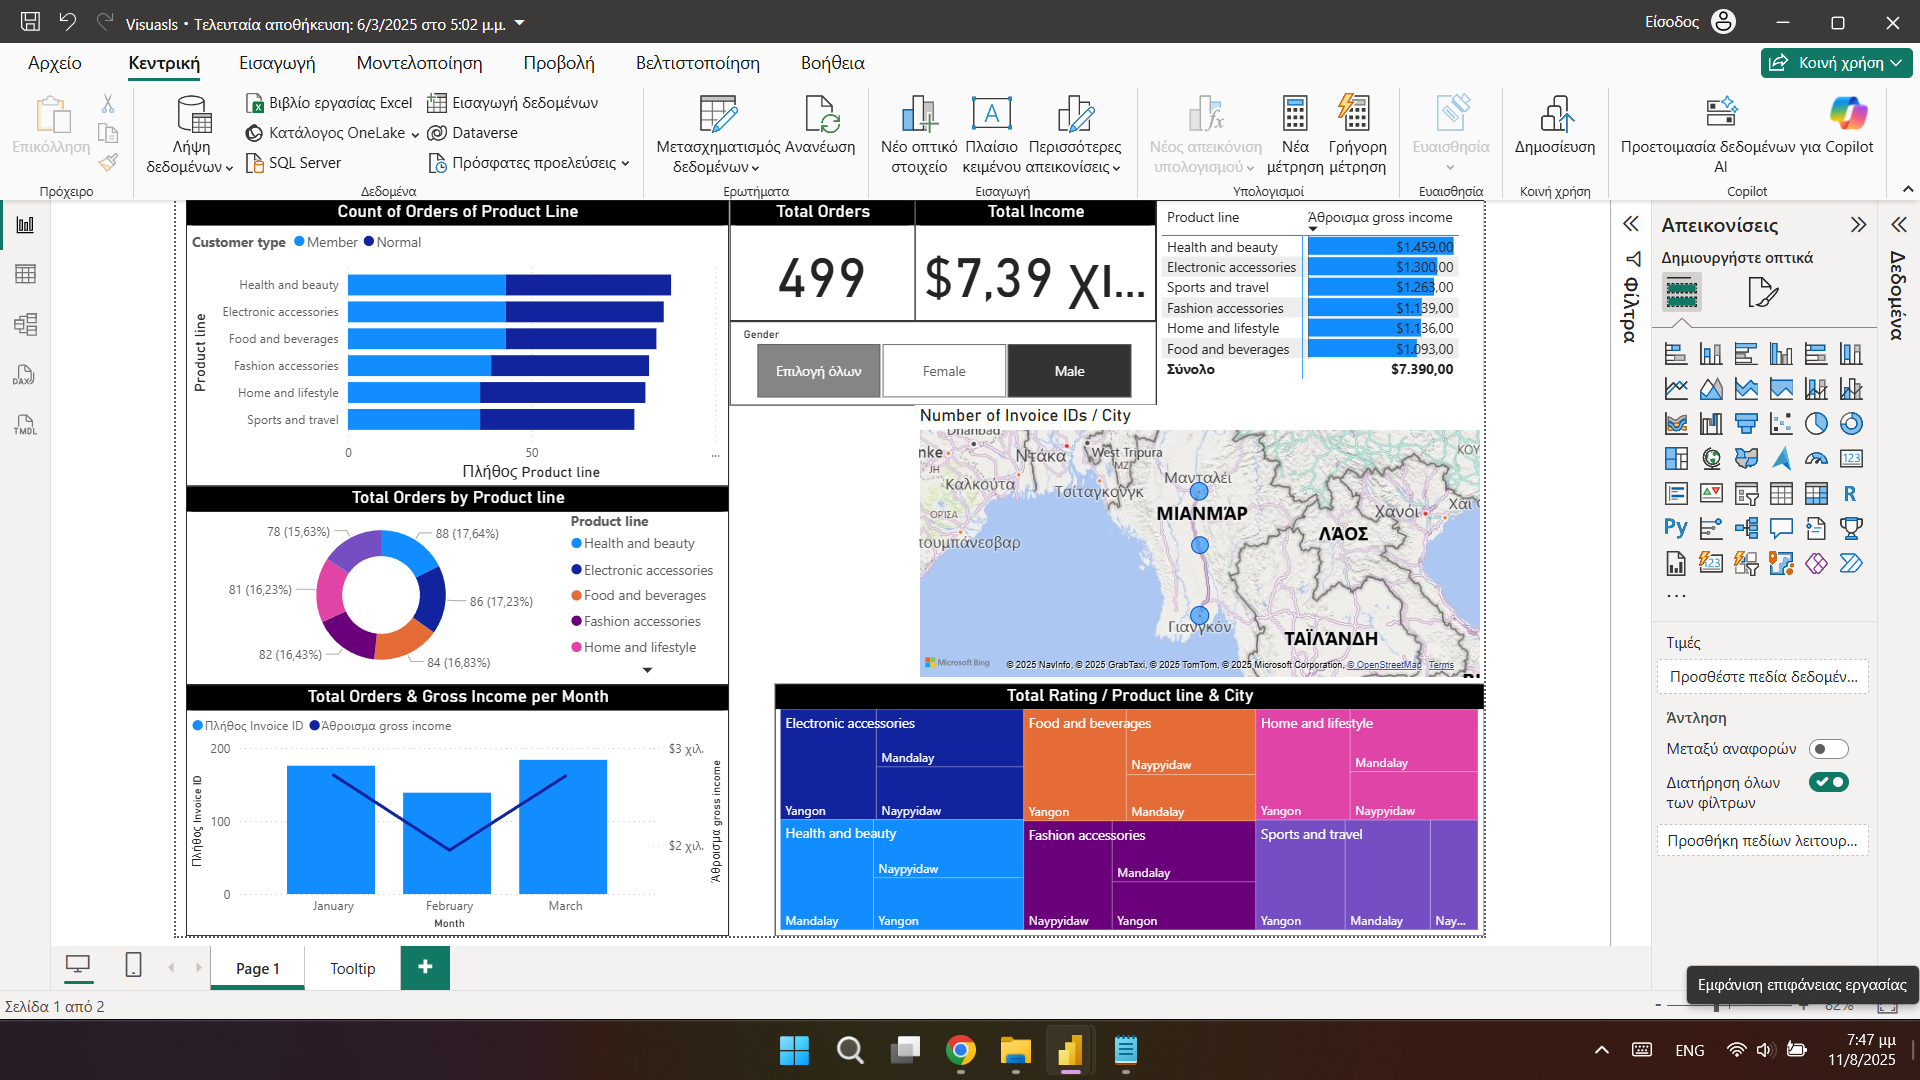 Visuasls • Τελευταία αποθήκευση: 6/3/2025 στο 5:02 μ.μ.
Είσοδος
Αρχείο Κεντρική Εισαγωγή Μοντελοποίηση Προβολή Βελτιστοποίηση Βοήθεια
Κοινή χρήση
Επικόλληση
Πρόχειρο
Λήψη δεδομένων
Βιβλίο εργασίας Excel
Κατάλογος OneLake
SQL Server
Εισαγωγή δεδομένων
Dataverse
Πρόσφατες προελεύσεις
Δεδομένα
Μετασχηματισμός δεδομένων
Ανανέωση
Ερωτήματα
Νέο οπτικό στοιχείο
Πλαίσιο κειμένου
Περισσότερες απεικονίσεις
Εισαγωγή
Νέος απεικόνιση υπολογισμού
Νέα μέτρηση
Γρήγορη μέτρηση
Υπολογισμοί
Ευαισθησία
Ευαισθησία
Δημοσίευση
Κοινή χρήση
Προετοιμασία δεδομένων για AI
Copilot
Copilot
Count of Orders of Product Line
Customer type Member Normal
Product line
Health and beauty
Electronic accessories
Food and beverages
Fashion accessories
Home and lifestyle
Sports and travel
0 50 ...
Πλήθος Product line
Total Orders
499
Total Income
$7,39 χι...
Gender
Επιλογή όλων Female Male
Product line Άθροισμα gross income
Health and beauty $1.459,00
Electronic accessories $1.300,00
Sports and travel $1.263,00
Fashion accessories $1.139,00
Home and lifestyle $1.136,00
Food and beverages $1.093,00
Σύνολο $7.390,00
Number of Invoice IDs / City
Dhanbad
nke
JH
Ντάκα
West Tripura
MZ
Καλκούτα
Τσίταγκονγκ
Μανταλέι
ΟΡΙΣΑ
ΜΙΑΝΜΆΡ
πουμπάνεσβαρ
ΛΆΟΣ
Χανόι
Χάι
ΚΟΥ
Γιανγκόν
ΤΑΪΛΆΝΔΗ
Microsoft Bing
© 2025 NavInfo, © 2025 GrabTaxi, © 2025 TomTom, © 2025 Microsoft Corporation, © OpenStreetMap Terms
Total Orders by Product line
78 (15,63%)
88 (17,64%)
81 (16,23%)
86 (17,23%)
82 (16,43%)
84 (16,83%)
Product line
Health and beauty
Electronic accessories
Food and beverages
Fashion accessories
Home and lifestyle
Total Orders & Gross Income per Month
Πλήθος Invoice ID Άθροισμα gross income
200
100
0
Πλήθος Invoice ID
$3 χιλ.
$2 χιλ.
Άθροισμα gross income
January February March
Month
Total Rating / Product line & City
Electronic accessories
Yangon
Mandalay
Naypyidaw
Food and beverages
Yangon
Naypyidaw
Mandalay
Home and lifestyle
Yangon
Mandalay
Naypyidaw
Health and beauty
Mandalay
Naypyidaw
Yangon
Fashion accessories
Naypyidaw
Mandalay
Yangon
Sports and travel
Yangon
Mandalay
Nay...
Φίλτρα
Απεικονίσεις
Δημιουργήστε οπτικά
Δεδομένα
Τιμές
Προσθέστε πεδία δεδομέν...
Άντληση
Μεταξύ αναφορών
Διατήρηση όλων των φίλτρων
Προσθήκη πεδίων λειτουρ...
Εμφάνιση επιφάνειας εργασίας
DAX
TMDL
R
Py
123
123
Page 1 Tooltip +
Σελίδα 1 από 2
82%
ENG
7:47 μμ
11/8/2025